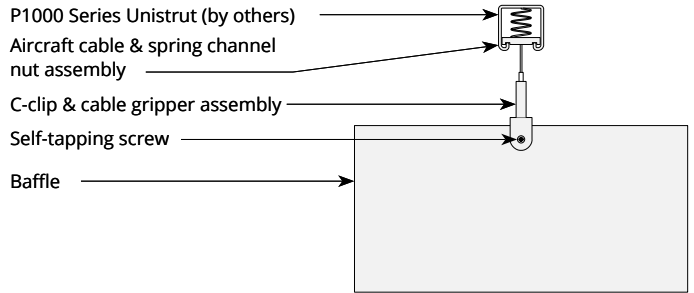 P1000 Series Unistrut (by others)
Aircraft cable & spring channel
nut assembly
C-clip & cable gripper assembly
Self-tapping screw
Baffle